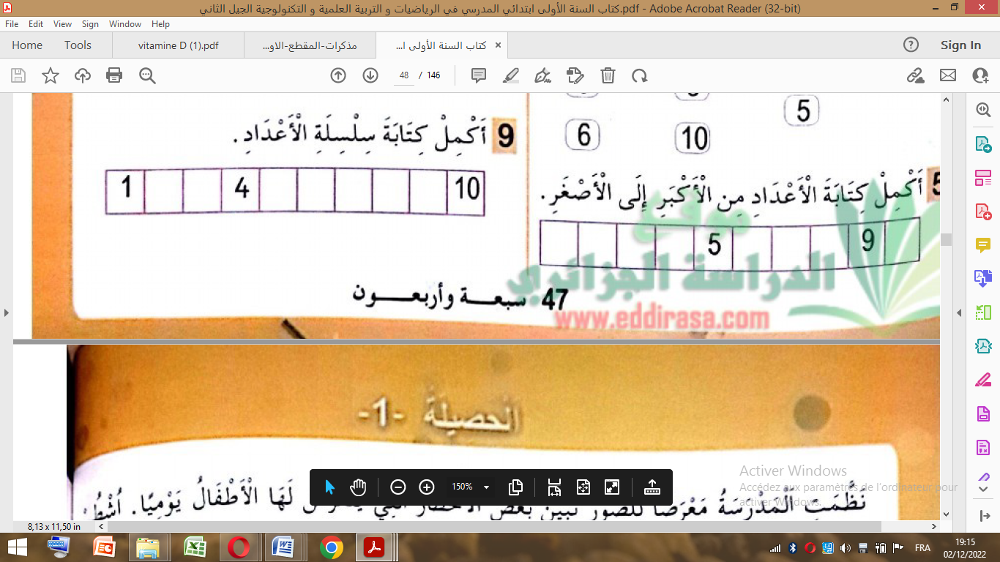 كتاب السنة الأولى ابتدائي المدرسي في الرياضيات و التربية العلمية و التكنولوجية الجيل الثاني.pdf - Adobe Acrobat Reader (32-bit)
File Edit View Sign Window Help
Home Tools vitamine D (1).pdf مذكرات-المقطع-الاو... كتاب السنة الأولى ا... × Sign In
48 / 146
5
6 10
9 أَكْمِلْ كِتَابَةَ سِلْسِلَةِ الْأَعْدَادِ .
1 4 10
5 أَكْمِلْ كِتَابَةَ الْأَعْدَادِ مِن الْأَكْبَرِ إِلَى الْأَصْغَرِ .
5 9
موقع
الدراسة الجزائري
www.eddirasa.com
47 سبعـــة وأربعـــون
الحصيلة -1-
نَظَّمَتِ الْمَدْرَسَةُ مَعْرَضًا للصُّوَرِ تُبَيِّنُ بَعْضَ الْأَخْطَارِ الَّتِي لَهَا الْأَطْفَالُ يَوْمِيًّا.
150%
Activer Windows
Accédez aux paramètres de l'ordinateur pour
activer Windows.
8,13 x 11,50 in
FRA
19:15
02/12/2022